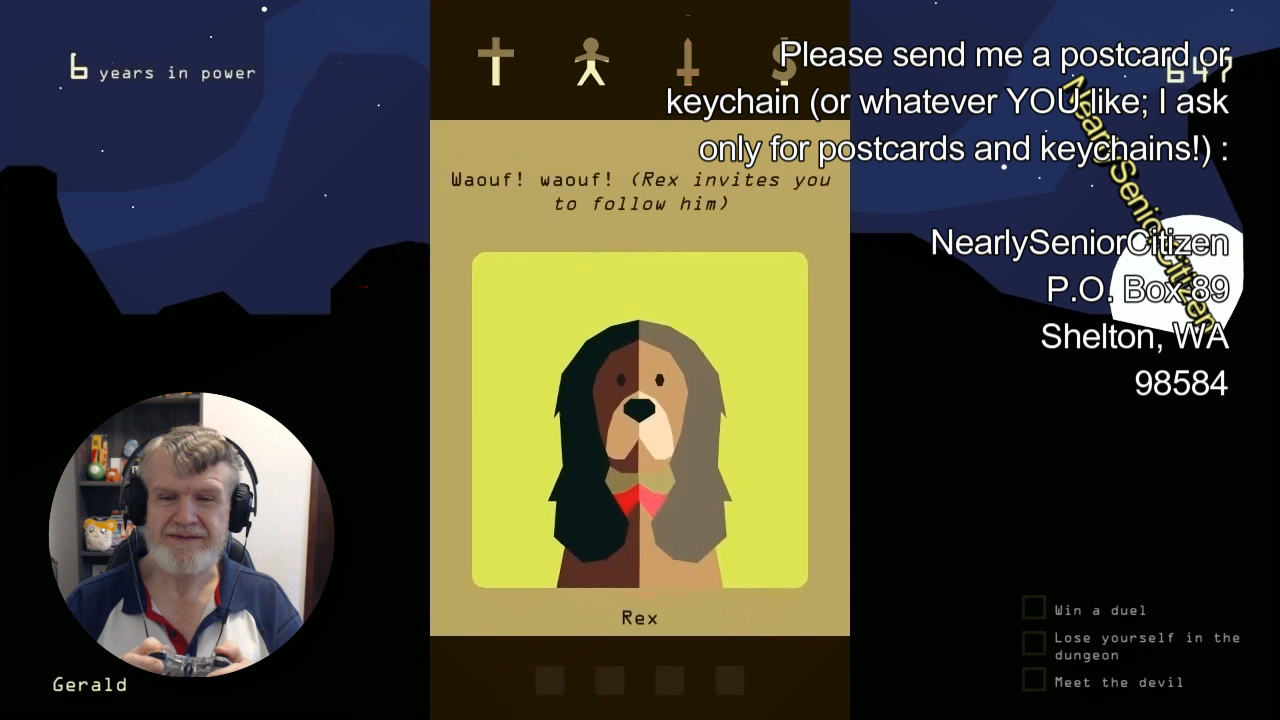 6 years in power
647
Please send me a postcard or
keychain (or whatever YOU like; I ask
only for postcards and keychains!) :
NearlySeniorCitizen
P.O. Box 89
Shelton, WA
98584
NearlySeniorCitizen
Waouf! waouf! (Rex invites you
to follow him)
Rex
Gerald
Win a duel
Lose yourself in the
dungeon
Meet the devil